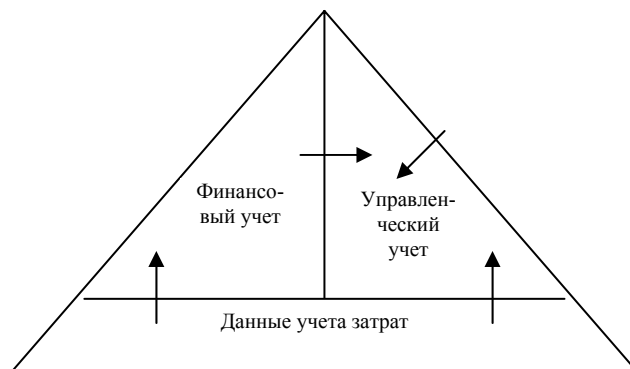 Финансо-
вый учет
Управлен-
ческий
учет
Данные учета затрат